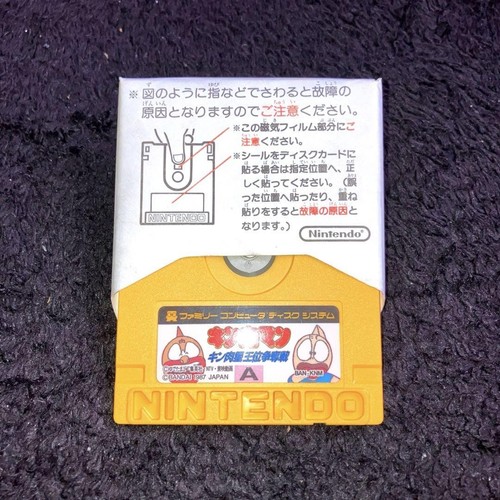 ※図のように指などでさわると故障の
原因となりますのでご注意ください。
※この磁気フィルム部分にご
注意ください。
※シールをディスクカードに
貼る場合は指定位置へ、正
しく貼ってください。(誤
った位置へ貼ったり、重ね
貼りをすると故障の原因と
なります。)
NINTENDO
Nintendo
ファミリー コンピュータ ディスク システム
キン肉マン
キン肉星王位争奪戦
©BANDAI 1987 JAPAN
A
BAN-KNM
NINTENDO